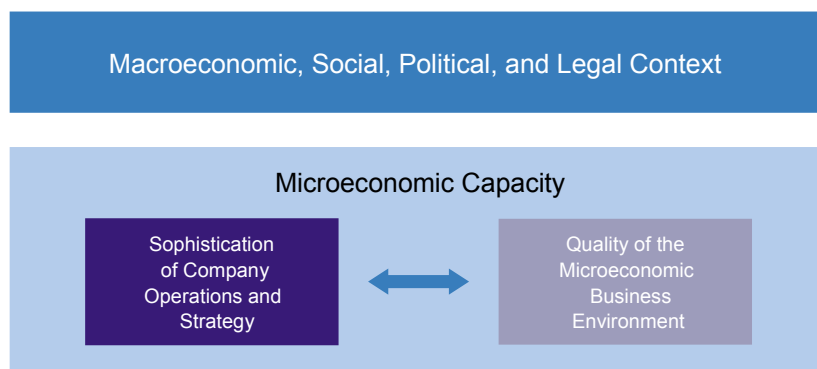 Macroeconomic, Social, Political, and Legal Context
Microeconomic Capacity
Sophistication
of Company
Operations and
Strategy
Quality of the
Microeconomic
Business
Environment